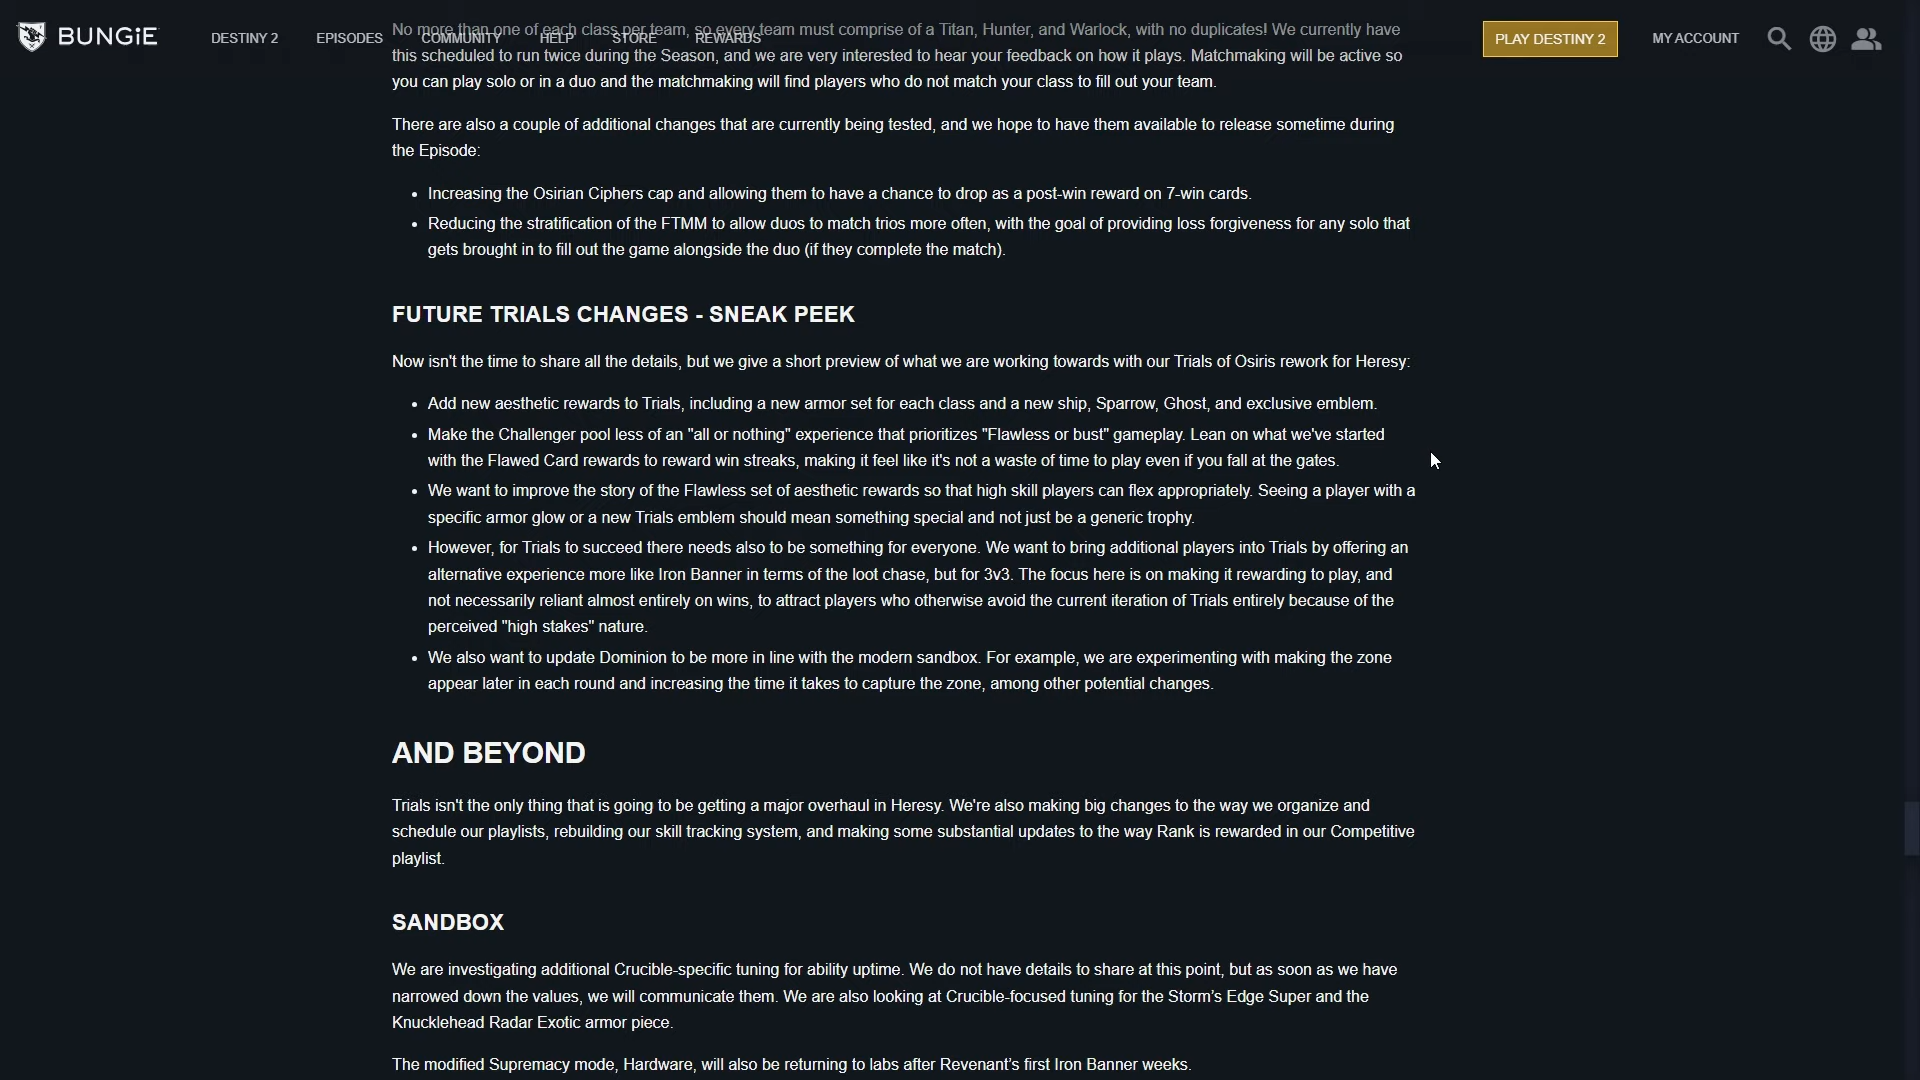 No more than one of each class per team, so every team must comprise of a Titan, Hunter, and Warlock, with no duplicates! We currently have
BUNGiE DESTINY 2 EPISODES COMMUNITY HELP STORE REWARDS PLAY DESTINY 2 MY ACCOUNT
this scheduled to run twice during the Season, and we are very interested to hear your feedback on how it plays. Matchmaking will be active so
you can play solo or in a duo and the matchmaking will find players who do not match your class to fill out your team.
There are also a couple of additional changes that are currently being tested, and we hope to have them available to release sometime during
the Episode:
• Increasing the Osirian Ciphers cap and allowing them to have a chance to drop as a post-win reward on 7-win cards.
• Reducing the stratification of the FTMM to allow duos to match trios more often, with the goal of providing loss forgiveness for any solo that
gets brought in to fill out the game alongside the duo (if they complete the match).
FUTURE TRIALS CHANGES - SNEAK PEEK
Now isn't the time to share all the details, but we give a short preview of what we are working towards with our Trials of Osiris rework for Heresy:
• Add new aesthetic rewards to Trials, including a new armor set for each class and a new ship, Sparrow, Ghost, and exclusive emblem.
• Make the Challenger pool less of an "all or nothing" experience that prioritizes "Flawless or bust" gameplay. Lean on what we've started
with the Flawed Card rewards to reward win streaks, making it feel like it's not a waste of time to play even if you fall at the gates.
• We want to improve the story of the Flawless set of aesthetic rewards so that high skill players can flex appropriately. Seeing a player with a
specific armor glow or a new Trials emblem should mean something special and not just be a generic trophy.
• However, for Trials to succeed there needs also to be something for everyone. We want to bring additional players into Trials by offering an
alternative experience more like Iron Banner in terms of the loot chase, but for 3v3. The focus here is on making it rewarding to play, and
not necessarily reliant almost entirely on wins, to attract players who otherwise avoid the current iteration of Trials entirely because of the
perceived "high stakes" nature.
• We also want to update Dominion to be more in line with the modern sandbox. For example, we are experimenting with making the zone
appear later in each round and increasing the time it takes to capture the zone, among other potential changes.
AND BEYOND
Trials isn't the only thing that is going to be getting a major overhaul in Heresy. We're also making big changes to the way we organize and
schedule our playlists, rebuilding our skill tracking system, and making some substantial updates to the way Rank is rewarded in our Competitive
playlist.
SANDBOX
We are investigating additional Crucible-specific tuning for ability uptime. We do not have details to share at this point, but as soon as we have
narrowed down the values, we will communicate them. We are also looking at Crucible-focused tuning for the Storm's Edge Super and the
Knucklehead Radar Exotic armor piece.
The modified Supremacy mode, Hardware, will also be returning to labs after Revenant's first Iron Banner weeks.